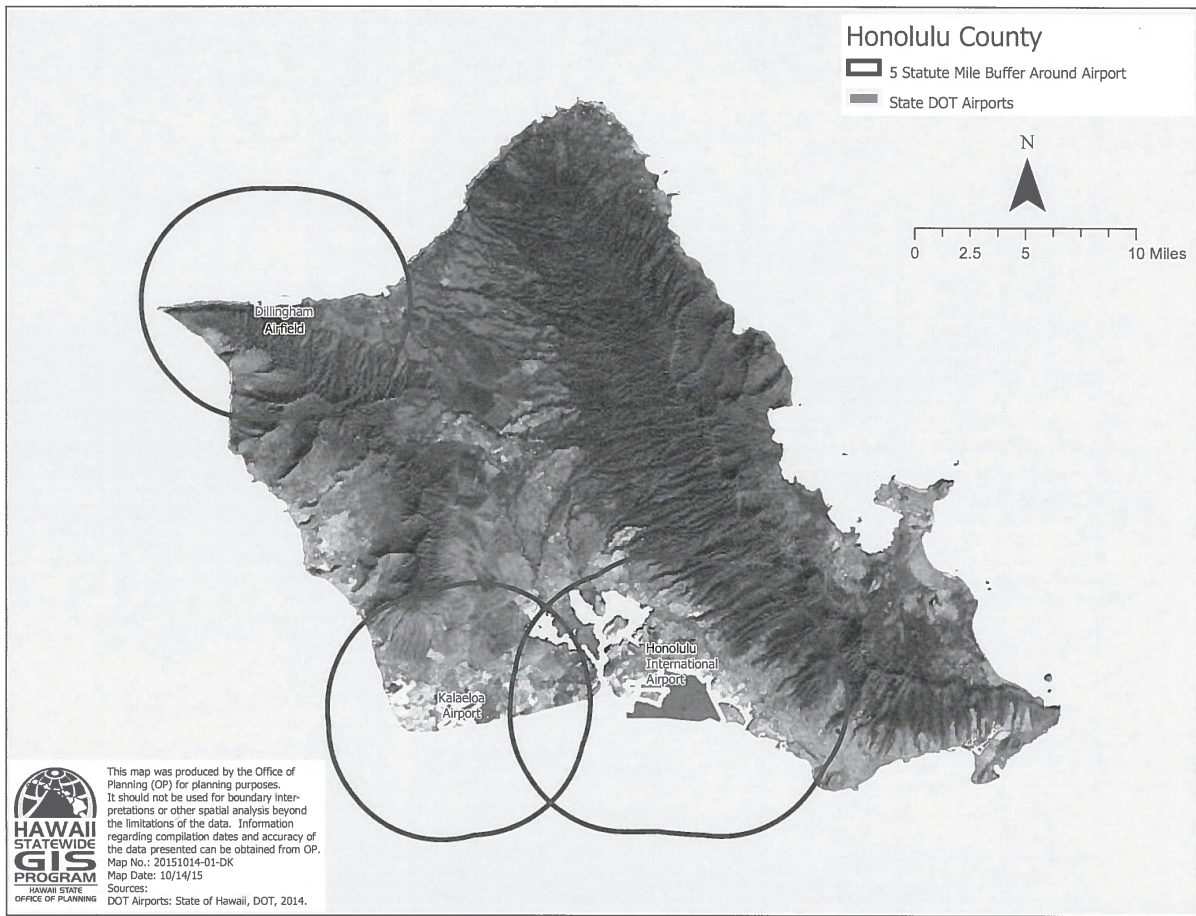 Honolulu County
5 Statute Mile Buffer Around Airport
State DOT Airports
N
0 2.5 5 10 Miles
Dillingham
Airfield
Honolulu
International
Airport
Kalaeloa
Airport
HAWAII
STATEWIDE
GIS
PROGRAM
HAWAII STATE
OFFICE OF PLANNING
This map was produced by the Office of
Planning (OP) for planning purposes.
It should not be used for boundary inter-
pretations or other spatial analysis beyond
the limitations of the data. Information
regarding compilation dates and accuracy of
the data presented can be obtained from OP.
Map No.: 20151014-01-DK
Map Date: 10/14/15
Sources:
DOT Airports: State of Hawaii, DOT, 2014.